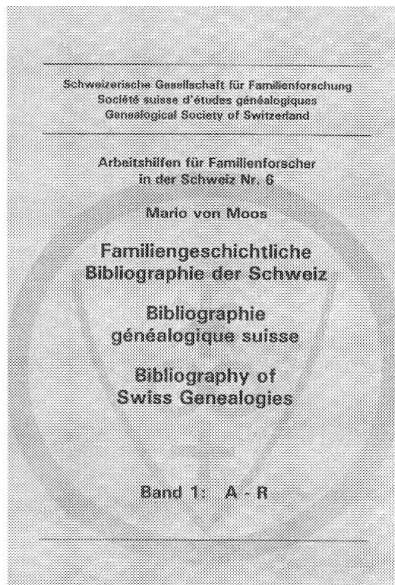 Schweizerische Gesellschaft für Familienforschung
Société suisse d'études généalogiques
Genealogical Society of Switzerland
Arbeitshilfen für Familienforscher
in der Schweiz Nr. 6
Mario von Moos
Familiengeschichtliche
Bibliographie der Schweiz
Bibliographie
généalogique suisse
Bibliography of
Swiss Genealogies
Band 1: A - R